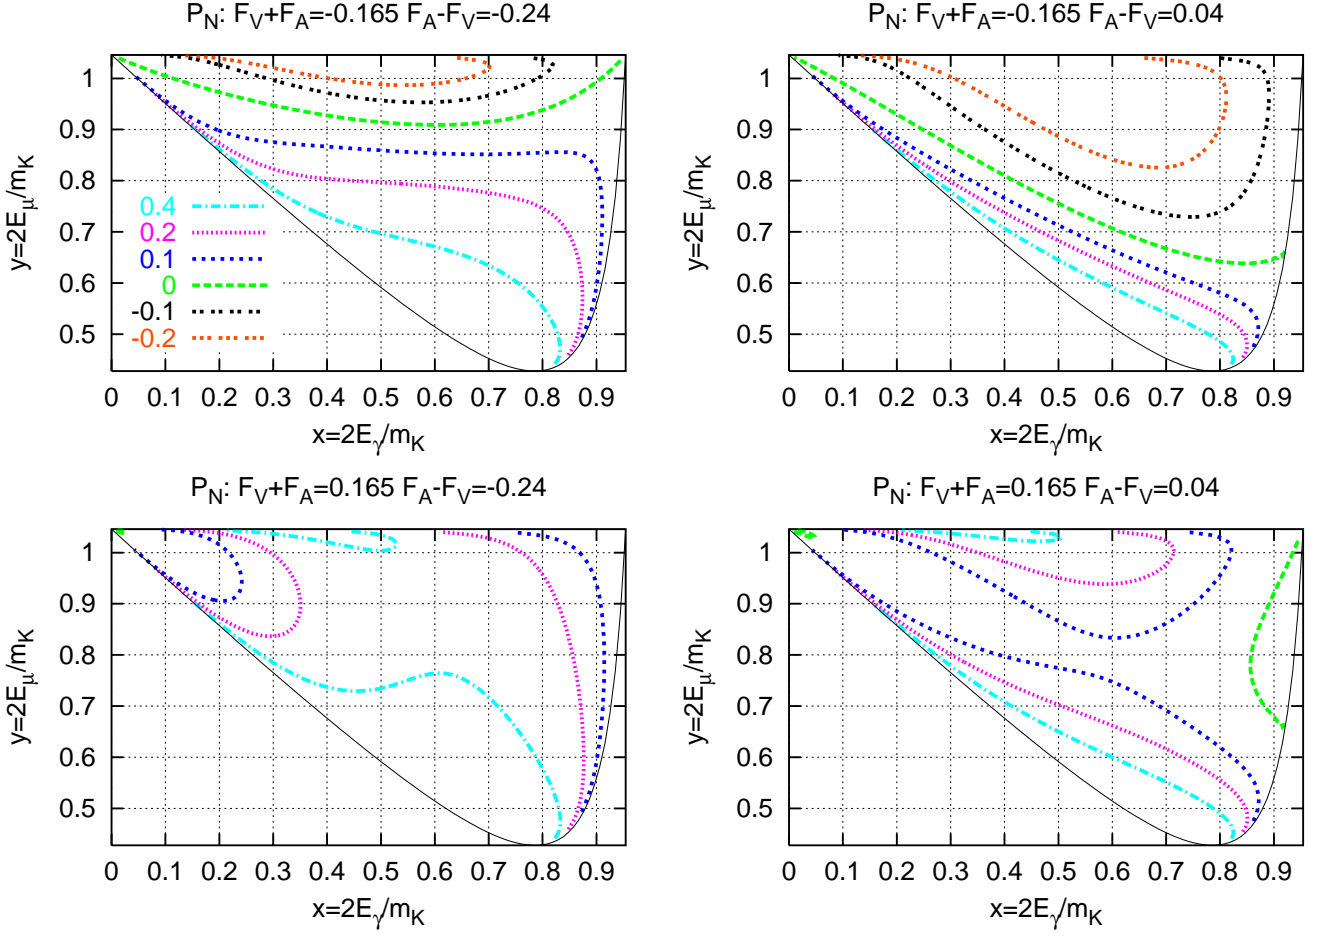 P_N: F_V+F_A=-0.165 F_A-F_V=-0.24
y=2E_μ/m_K
1
0.9
0.8
0.7
0.6
0.5
0.4
0.2
0.1
0
-0.1
-0.2
0 0.1 0.2 0.3 0.4 0.5 0.6 0.7 0.8 0.9
x=2E_γ/m_K
P_N: F_V+F_A=-0.165 F_A-F_V=0.04
y=2E_μ/m_K
1
0.9
0.8
0.7
0.6
0.5
0 0.1 0.2 0.3 0.4 0.5 0.6 0.7 0.8 0.9
x=2E_γ/m_K
P_N: F_V+F_A=0.165 F_A-F_V=-0.24
y=2E_μ/m_K
1
0.9
0.8
0.7
0.6
0.5
0 0.1 0.2 0.3 0.4 0.5 0.6 0.7 0.8 0.9
x=2E_γ/m_K
P_N: F_V+F_A=0.165 F_A-F_V=0.04
y=2E_μ/m_K
1
0.9
0.8
0.7
0.6
0.5
0 0.1 0.2 0.3 0.4 0.5 0.6 0.7 0.8 0.9
x=2E_γ/m_K